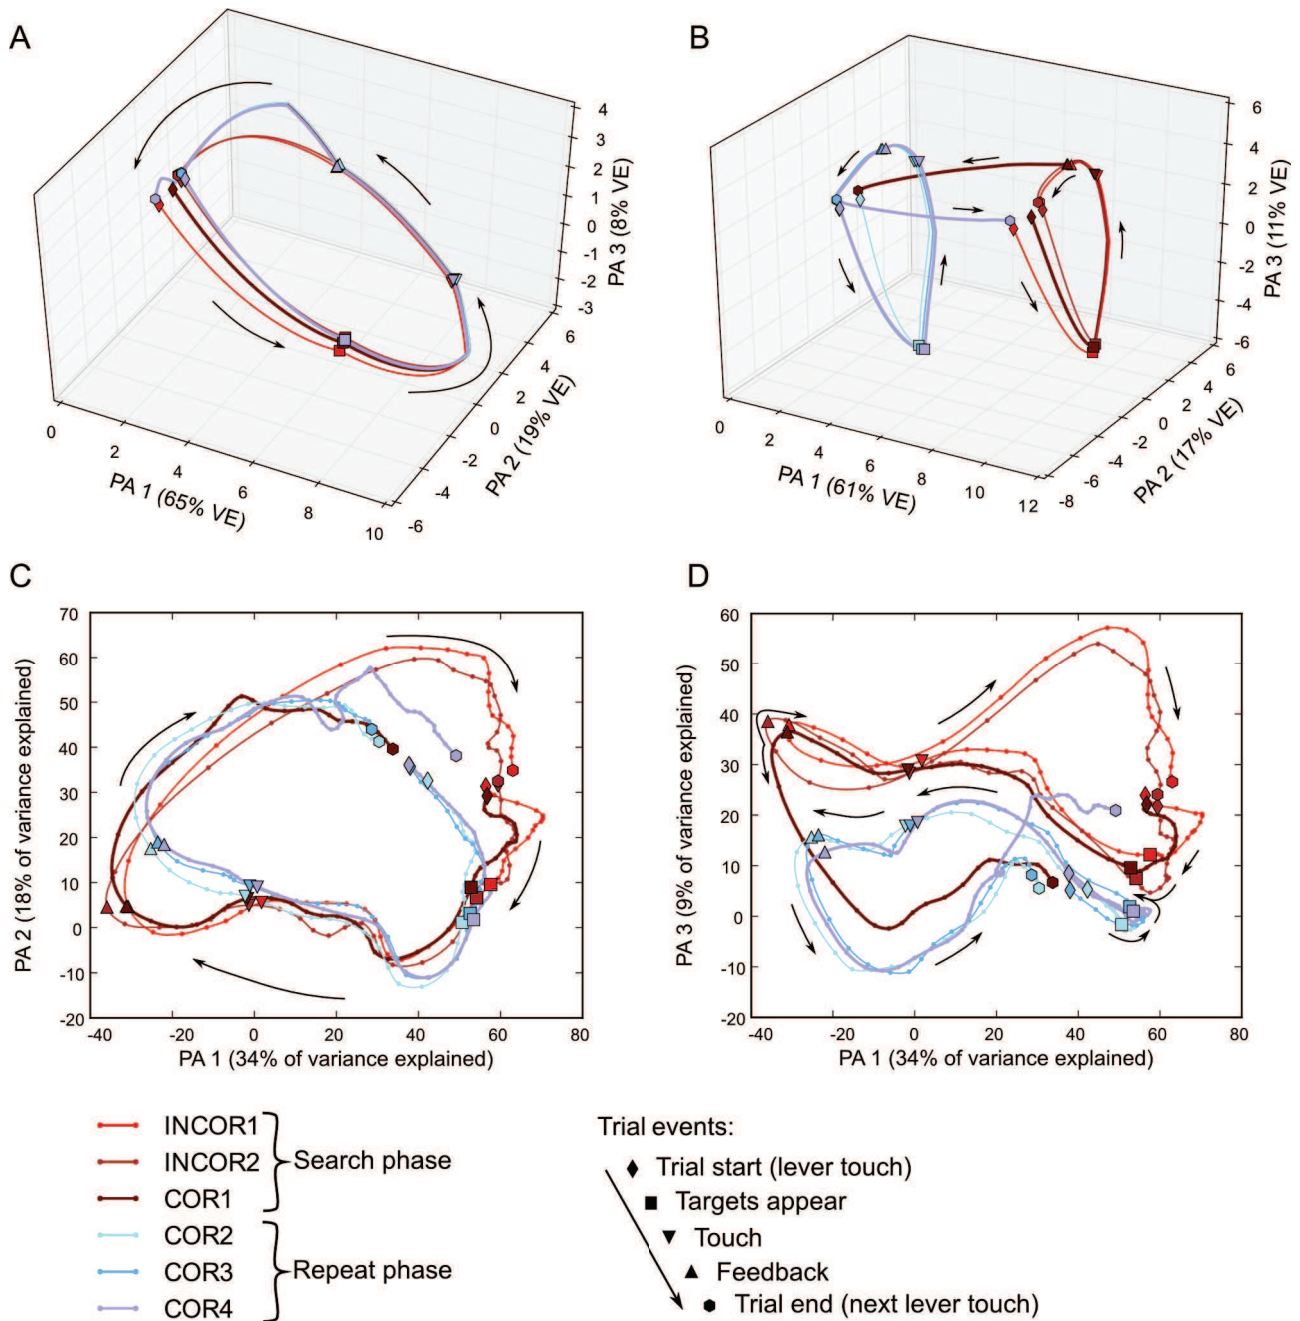 A
B
4
3
2
1
0
-1
-2
-3
PA 3 (8% VE)
6
4
2
0
-2
-4
-6
PA 2 (19% VE)
0
2
4
6
8
10
PA 1 (65% VE)
6
4
2
0
-2
-4
-6
PA 3 (11% VE)
6
4
2
0
-2
-4
-6
-8
PA 2 (17% VE)
0
2
4
6
8
10
12
PA 1 (61% VE)
C
D
70
60
50
40
30
20
10
0
-10
-20
PA 2 (18% of variance explained)
-40
-20
0
20
40
60
80
PA 1 (34% of variance explained)
60
50
40
30
20
10
0
-10
-20
PA 3 (9% of variance explained)
-40
-20
0
20
40
60
80
PA 1 (34% of variance explained)
INCOR1
INCOR2
COR1
Search phase
COR2
COR3
COR4
Repeat phase
Trial events:
Trial start (lever touch)
Targets appear
Touch
Feedback
Trial end (next lever touch)